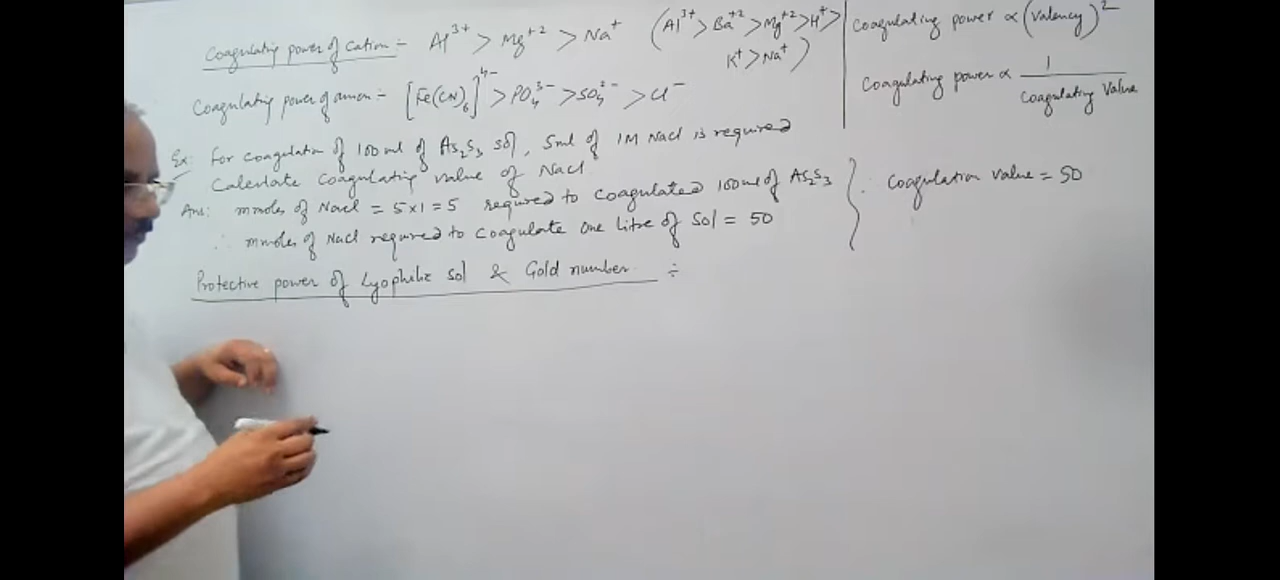 Coagulating power of Cation :- Al³⁺ > Mg⁺² > Na⁺ (Al³⁺ > Ba⁺² > Mg⁺² > H⁺ >
K⁺ > Na⁺)
Coagulating power of anion :- [Fe(CN)₆]⁴⁻ > PO₄³⁻ > SO₄²⁻ > Cl⁻
Coagulating power ∝ (Valency)²
Coagulating power ∝ 1 / Coagulating Value
Ex: For coagulation of 100 ml of As₂S₃ sol, 5ml of 1M NaCl is required
Calculate Coagulating value of NaCl
Ans: mmoles of NaCl = 5×1 = 5 required to coagulated 100ml of As₂S₃
∴ mmoles of NaCl required to Coagulate One litre of Sol = 50
∴ Coagulation Value = 50
Protective power of Lyophilic sol & Gold number :-